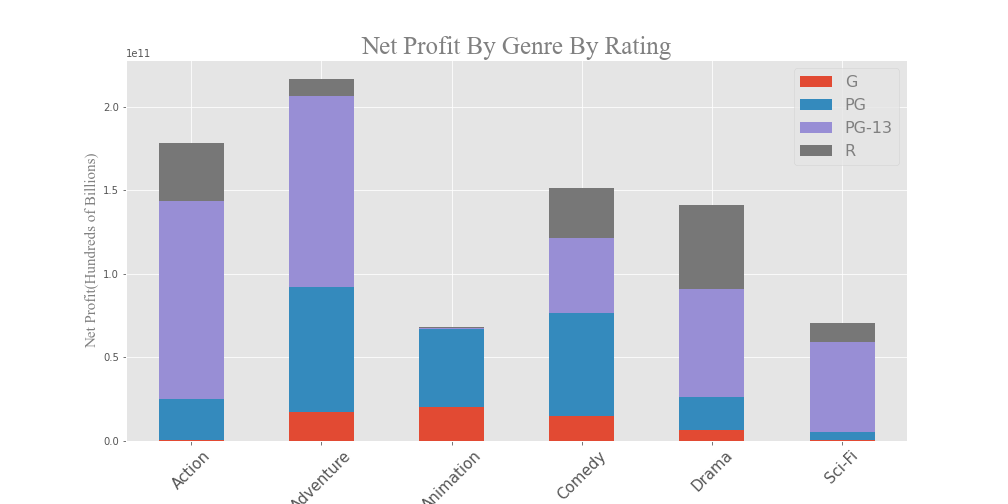 Net Profit By Genre By Rating
1e11
Net Profit(Hundreds of Billions)
2.0
1.5
1.0
0.5
0.0
G
PG
PG-13
R
Action
Adventure
Animation
Comedy
Drama
Sci-Fi